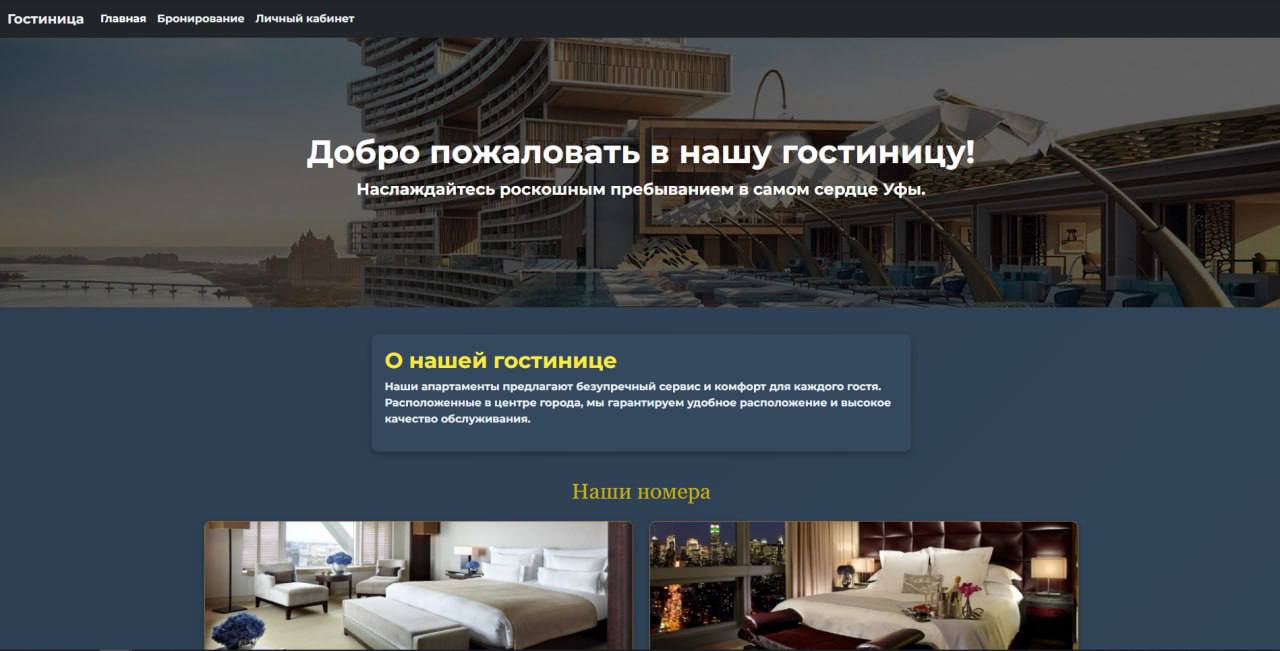 Гостиница Главная Бронирование Личный кабинет
Добро пожаловать в нашу гостиницу!
Наслаждайтесь роскошным пребыванием в самом сердце Уфы.
О нашей гостинице
Наши апартаменты предлагают безупречный сервис и комфорт для каждого гостя.
Расположенные в центре города, мы гарантируем удобное расположение и высокое
качество обслуживания.
Наши номера